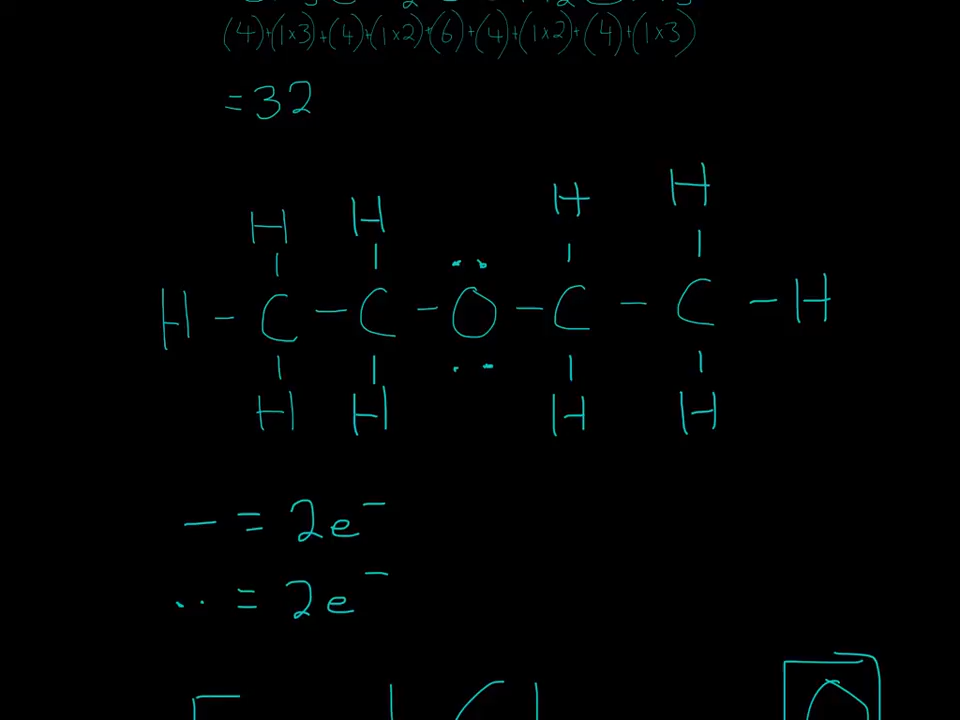 (4)+(1×3)+(4)+(1×2)+(6)+(4)+(1×2)+(4)+(1×3)
=32
H H H H
H - C - C - O - C - C - H
H H H H
— = 2e⁻
.. = 2e⁻